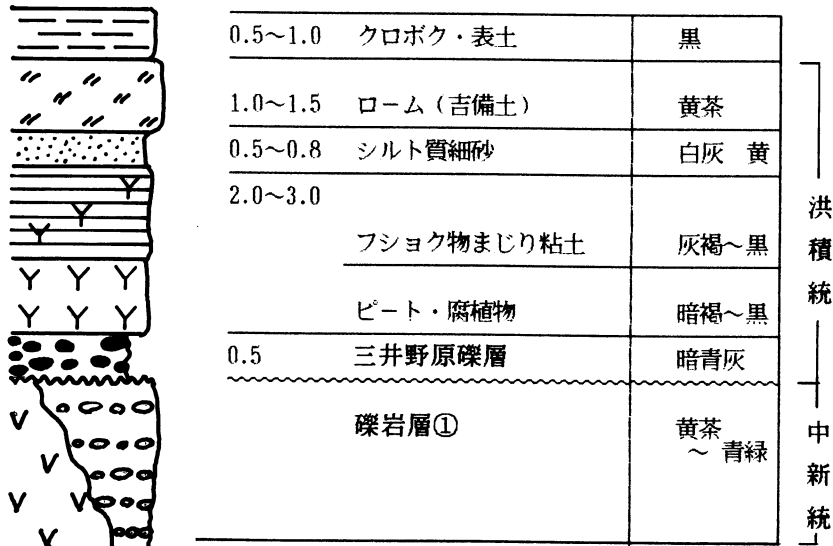 0.5~1.0 クロボク・表土 黒
1.0~1.5 ローム(吉備土) 黄茶
0.5~0.8 シルト質細砂 白灰 黄
2.0~3.0
フショク物まじり粘土 灰褐~黒
ピート・腐植物 暗褐~黒
0.5 三井野原礫層 暗青灰
礫岩層① 黄茶
~ 青緑
洪積統
中新統